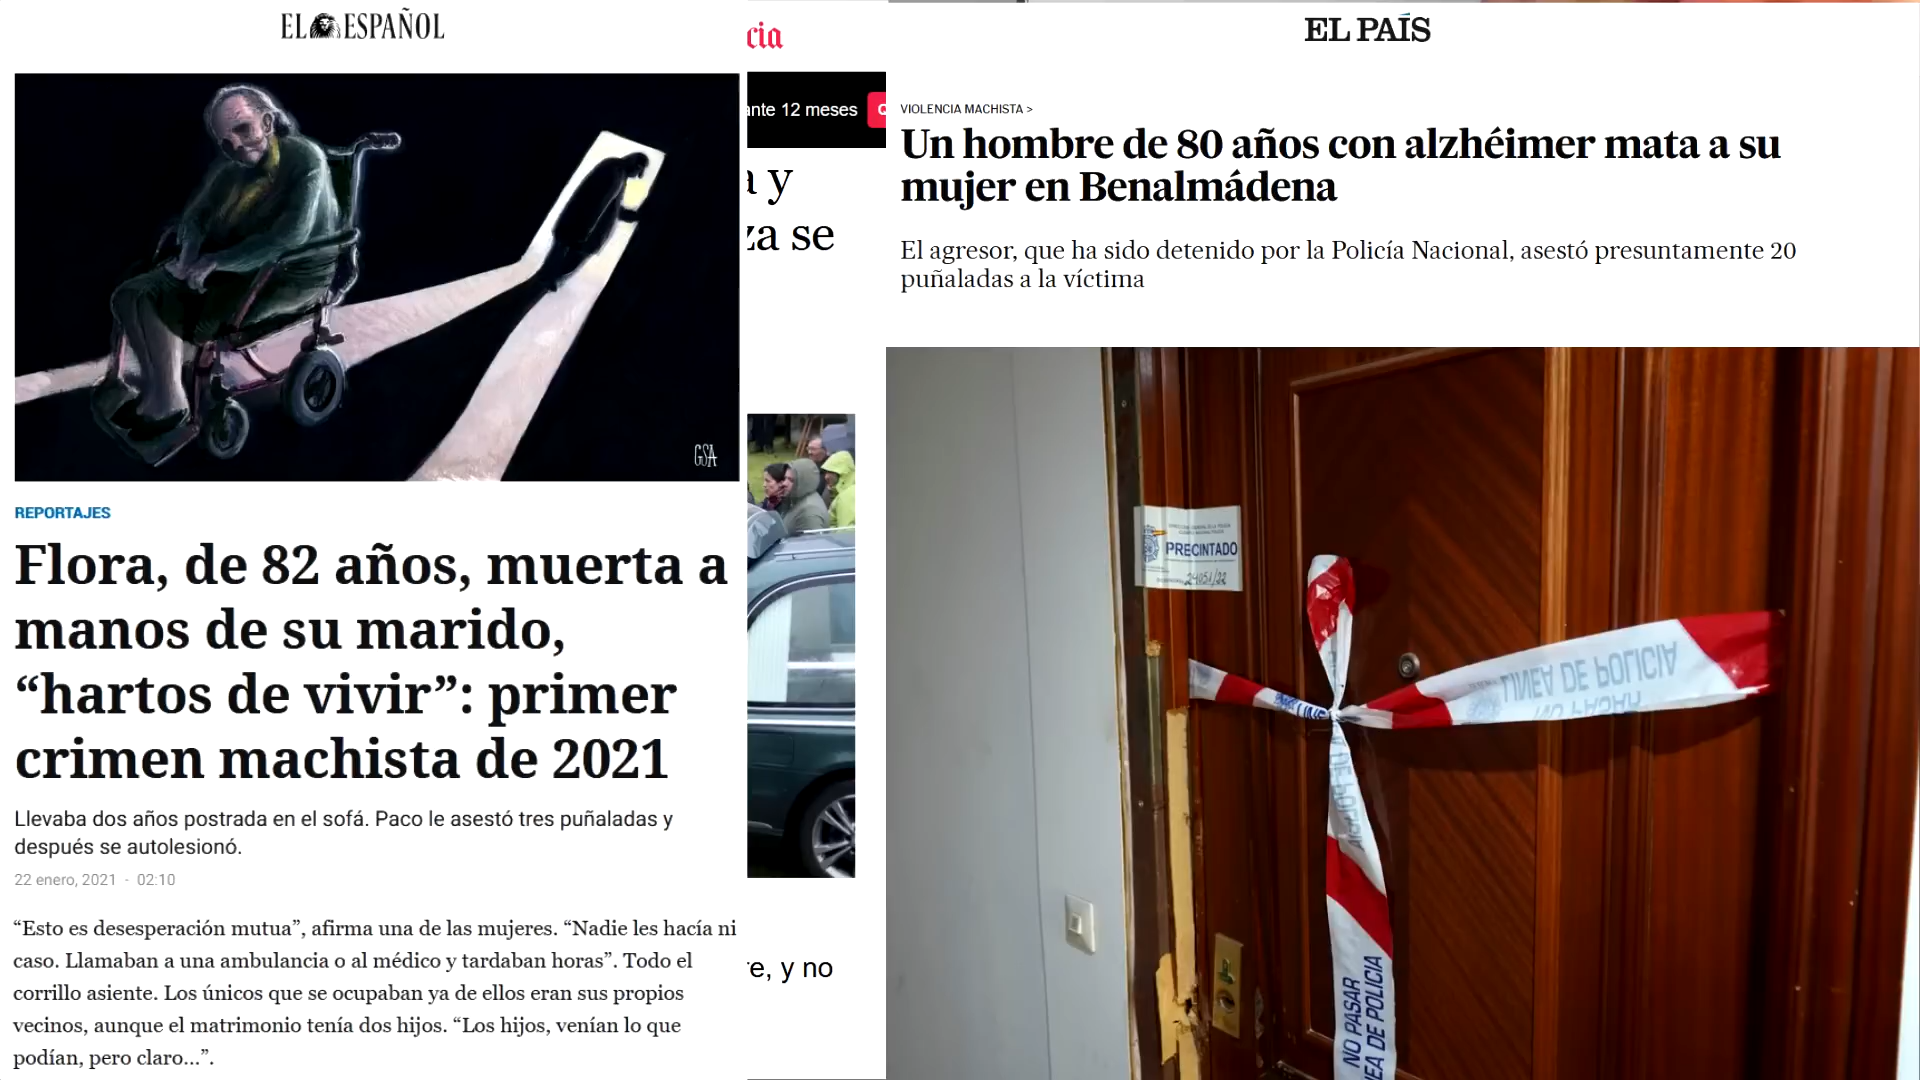 EL ESPAÑOL
GSA
REPORTAJES
Flora, de 82 años, muerta a
manos de su marido,
“hartos de vivir”: primer
crimen machista de 2021
Llevaba dos años postrada en el sofá. Paco le asestó tres puñaladas y
después se autolesionó.
22 enero, 2021 · 02:10
“Esto es desesperación mutua”, afirma una de las mujeres. “Nadie les hacía ni
caso. Llamaban a una ambulancia o al médico y tardaban horas”. Todo el
corrillo asiente. Los únicos que se ocupaban ya de ellos eran sus propios
vecinos, aunque el matrimonio tenía dos hijos. “Los hijos, venían lo que
podían, pero claro...”.
cia
ante 12 meses
a y
za se
re, y no
EL PAÍS
VIOLENCIA MACHISTA >
Un hombre de 80 años con alzhéimer mata a su
mujer en Benalmádena
El agresor, que ha sido detenido por la Policía Nacional, asestó presuntamente 20
puñaladas a la víctima
PRECINTADO
LINEA DE POLICIA
NO PASAR
NO PASAR
LINEA DE POLICIA